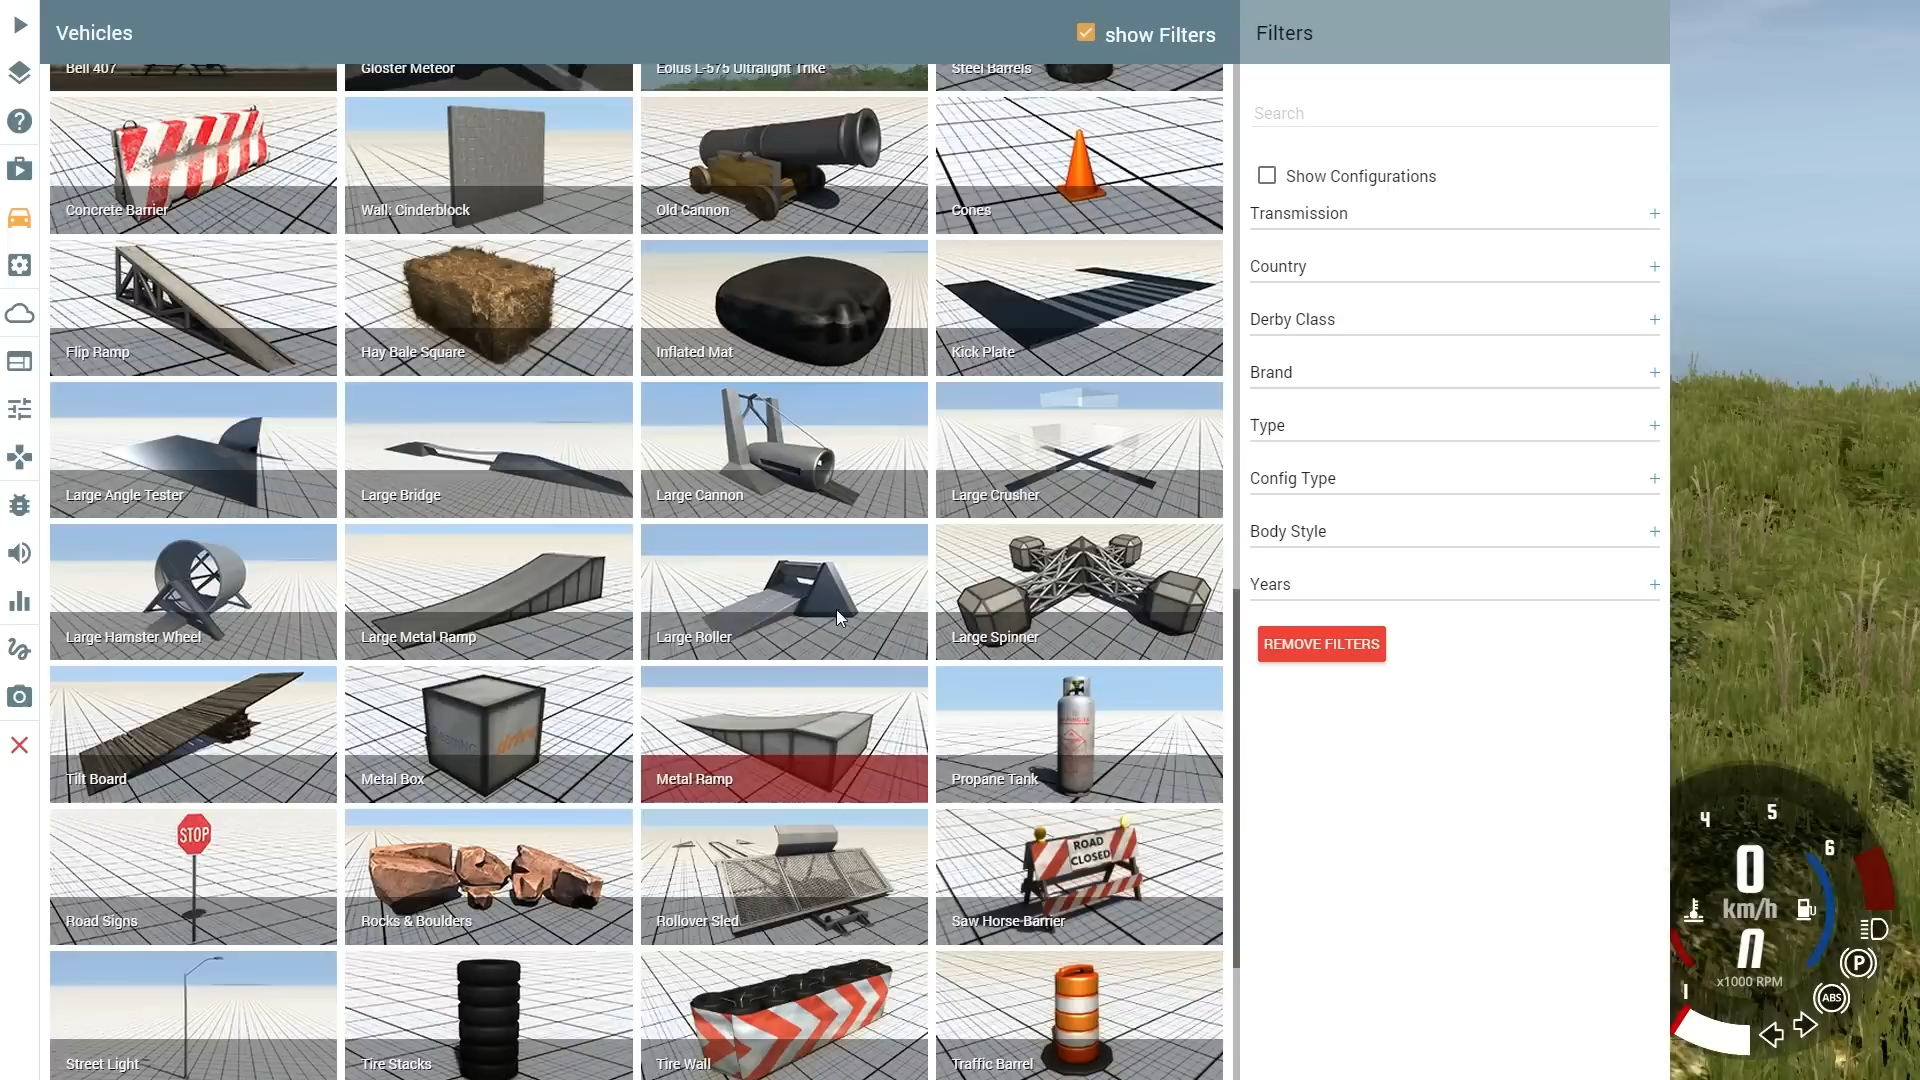 Vehicles
show Filters
Filters
Bell 407
Gloster Meteor
Eolus L-575 Ultralight Trike
Steel Barrels
Search
Concrete Barrier
Wall: Cinderblock
Old Cannon
Cones
Show Configurations
Transmission
Country
Derby Class
Brand
Type
Config Type
Body Style
Years
REMOVE FILTERS
Flip Ramp
Hay Bale Square
Inflated Mat
Kick Plate
Large Angle Tester
Large Bridge
Large Cannon
Large Crusher
Large Hamster Wheel
Large Metal Ramp
Large Roller
Large Spinner
Tilt Board
drive
Metal Box
Metal Ramp
Propane Tank
STOP
Road Signs
Rocks & Boulders
Rollover Sled
ROAD
CLOSED
Saw Horse Barrier
Street Light
Tire Stacks
Tire Wall
Traffic Barrel
4
5
6
0
km/h
n
x1000 RPM
1
P
ABS